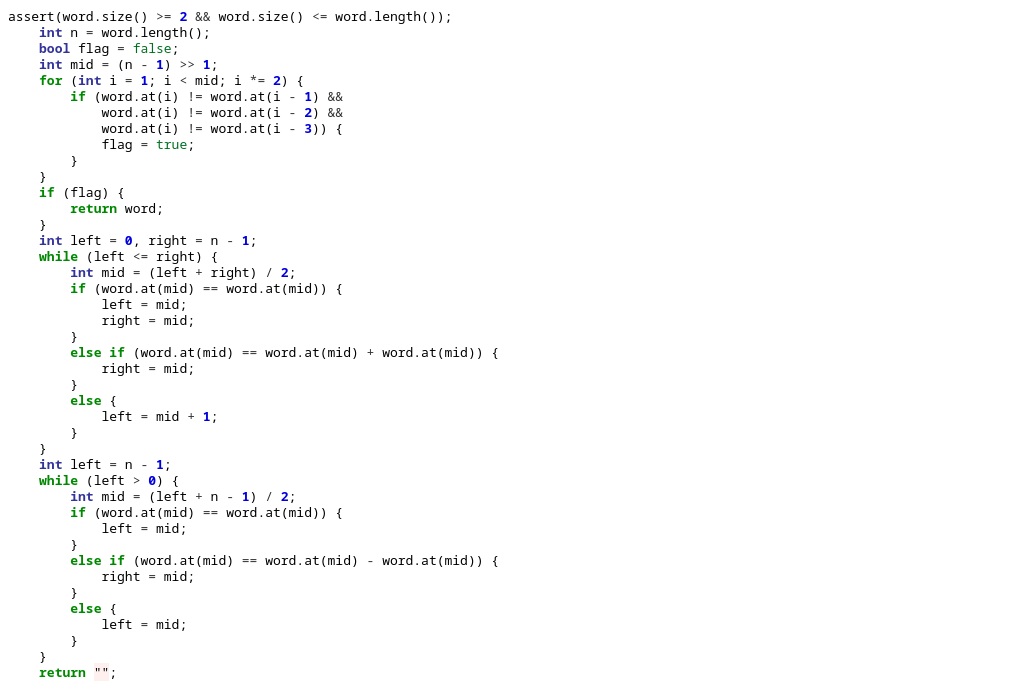 assert(word.size() >= 2 && word.size() <= word.length());
    int n = word.length();
    bool flag = false;
    int mid = (n - 1) >> 1;
    for (int i = 1; i < mid; i *= 2) {
        if (word.at(i) != word.at(i - 1) &&
            word.at(i) != word.at(i - 2) &&
            word.at(i) != word.at(i - 3)) {
            flag = true;
        }
    }
    if (flag) {
        return word;
    }
    int left = 0, right = n - 1;
    while (left <= right) {
        int mid = (left + right) / 2;
        if (word.at(mid) == word.at(mid)) {
            left = mid;
            right = mid;
        }
        else if (word.at(mid) == word.at(mid) + word.at(mid)) {
            right = mid;
        }
        else {
            left = mid + 1;
        }
    }
    int left = n - 1;
    while (left > 0) {
        int mid = (left + n - 1) / 2;
        if (word.at(mid) == word.at(mid)) {
            left = mid;
        }
        else if (word.at(mid) == word.at(mid) - word.at(mid)) {
            right = mid;
        }
        else {
            left = mid;
        }
    }
    return "";